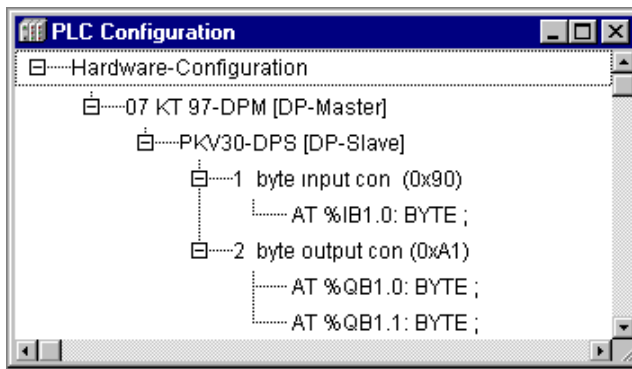 PLC Configuration
Hardware-Configuration
07 KT 97-DPM [DP-Master]
PKV30-DPS [DP-Slave]
1 byte input con (0x90)
AT %IB1.0: BYTE ;
2 byte output con (0xA1)
AT %QB1.0: BYTE ;
AT %QB1.1: BYTE ;